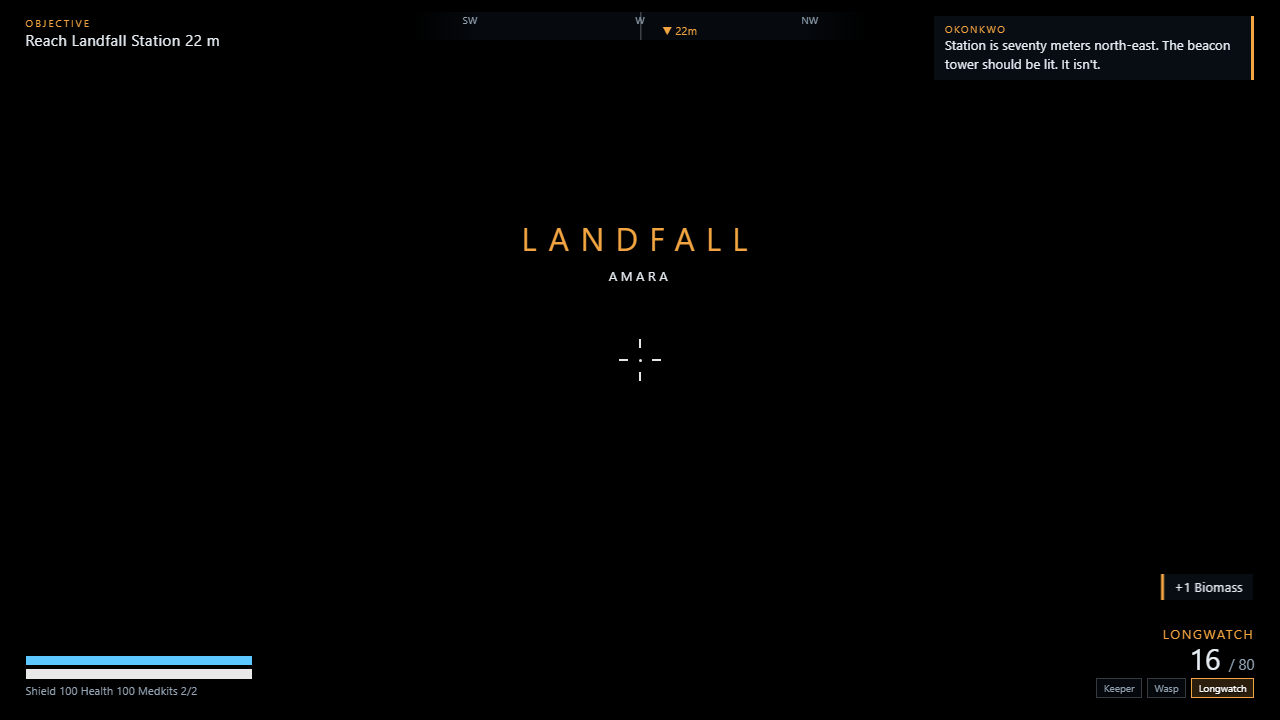 OBJECTIVE
Reach Landfall Station 22 m
SW
W
NW
22m
OKONKWO
Station is seventy meters north-east. The beacon
tower should be lit. It isn't.
LANDFALL
AMARA
+1 Biomass
LONGWATCH
16 / 80
Keeper
Wasp
Longwatch
Shield 100 Health 100 Medkits 2/2